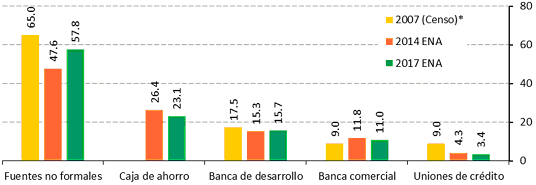 80
60
40
20
0
2007 (Censo)*
2014 ENA
2017 ENA
65.0
47.6
57.8
26.4
23.1
17.5
15.3
15.7
9.0
11.8
11.0
9.0
4.3
3.4
Fuentes no formales
Caja de ahorro
Banca de desarrollo
Banca comercial
Uniones de crédito